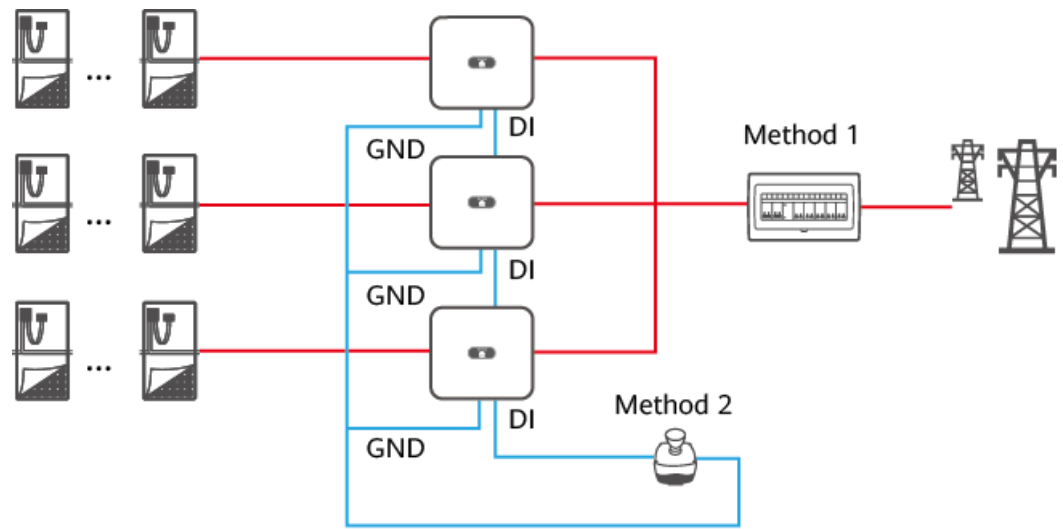 ...
DI
GND
Method 1
...
DI
GND
...
DI
GND
Method 2